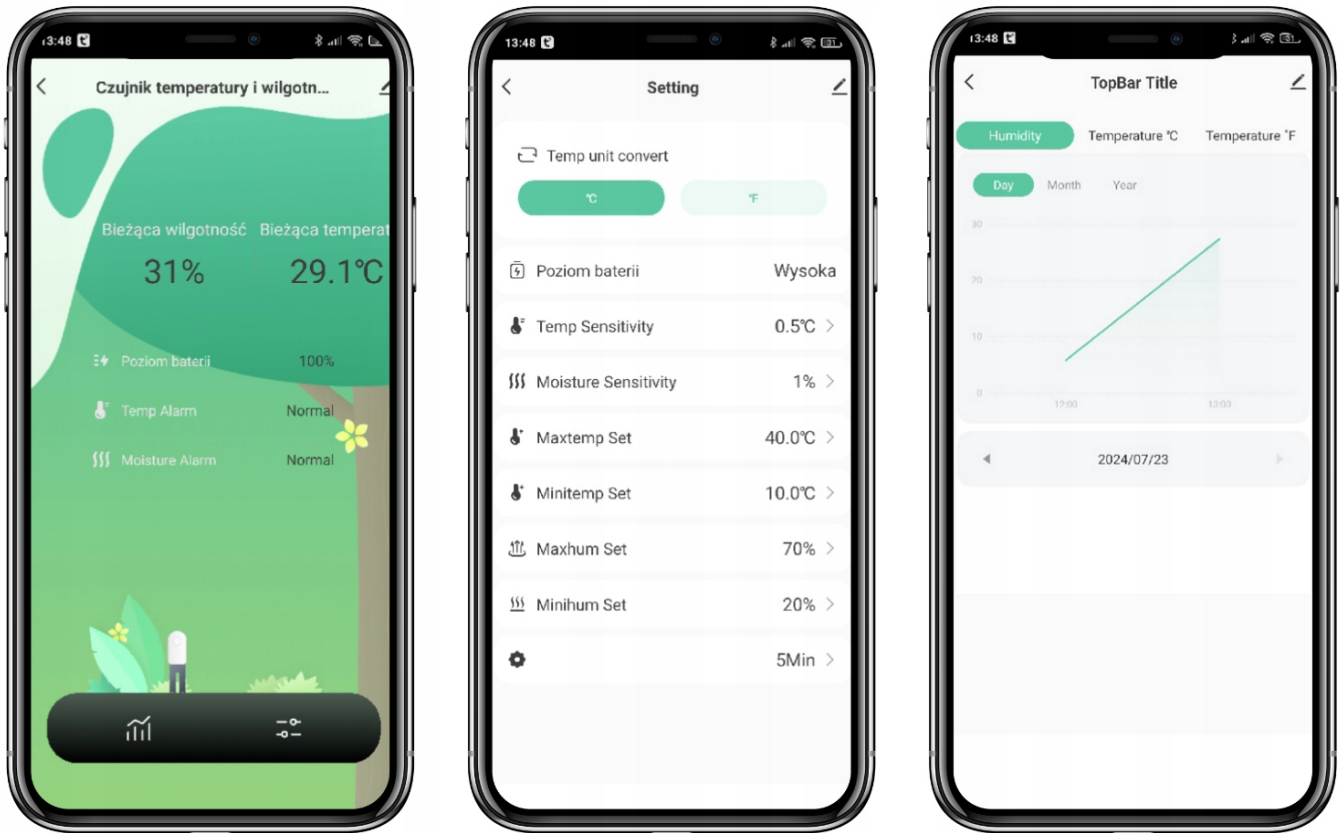 13:48
Czujnik temperatury i wilgotn...
Bieżąca wilgotność Bieżąca temperat
31% 29.1℃
Poziom baterii 100%
Temp Alarm Normal
Moisture Alarm Normal
13:48
Setting
Temp unit convert
℃ ℉
Poziom baterii Wysoka
Temp Sensitivity 0.5℃
Moisture Sensitivity 1%
Maxtemp Set 40.0℃
Minitemp Set 10.0℃
Maxhum Set 70%
Minihum Set 20%
5Min
13:48
TopBar Title
Humidity Temperature ℃ Temperature ℉
Day Month Year
30
20
10
0
12:00 13:00
2024/07/23